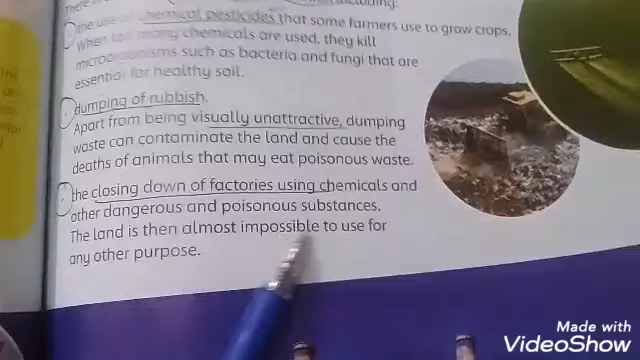 There including:
the use of chemical pesticides that some farmers use to grow crops.
When too many chemicals are used, they kill
microorganisms such as bacteria and fungi that are
essential for healthy soil.
dumping of rubbish.
Apart from being visually unattractive, dumping
waste can contaminate the land and cause the
deaths of animals that may eat poisonous waste.
the closing down of factories using chemicals and
other dangerous and poisonous substances.
The land is then almost impossible to use for
any other purpose.
Made with
VideoShow